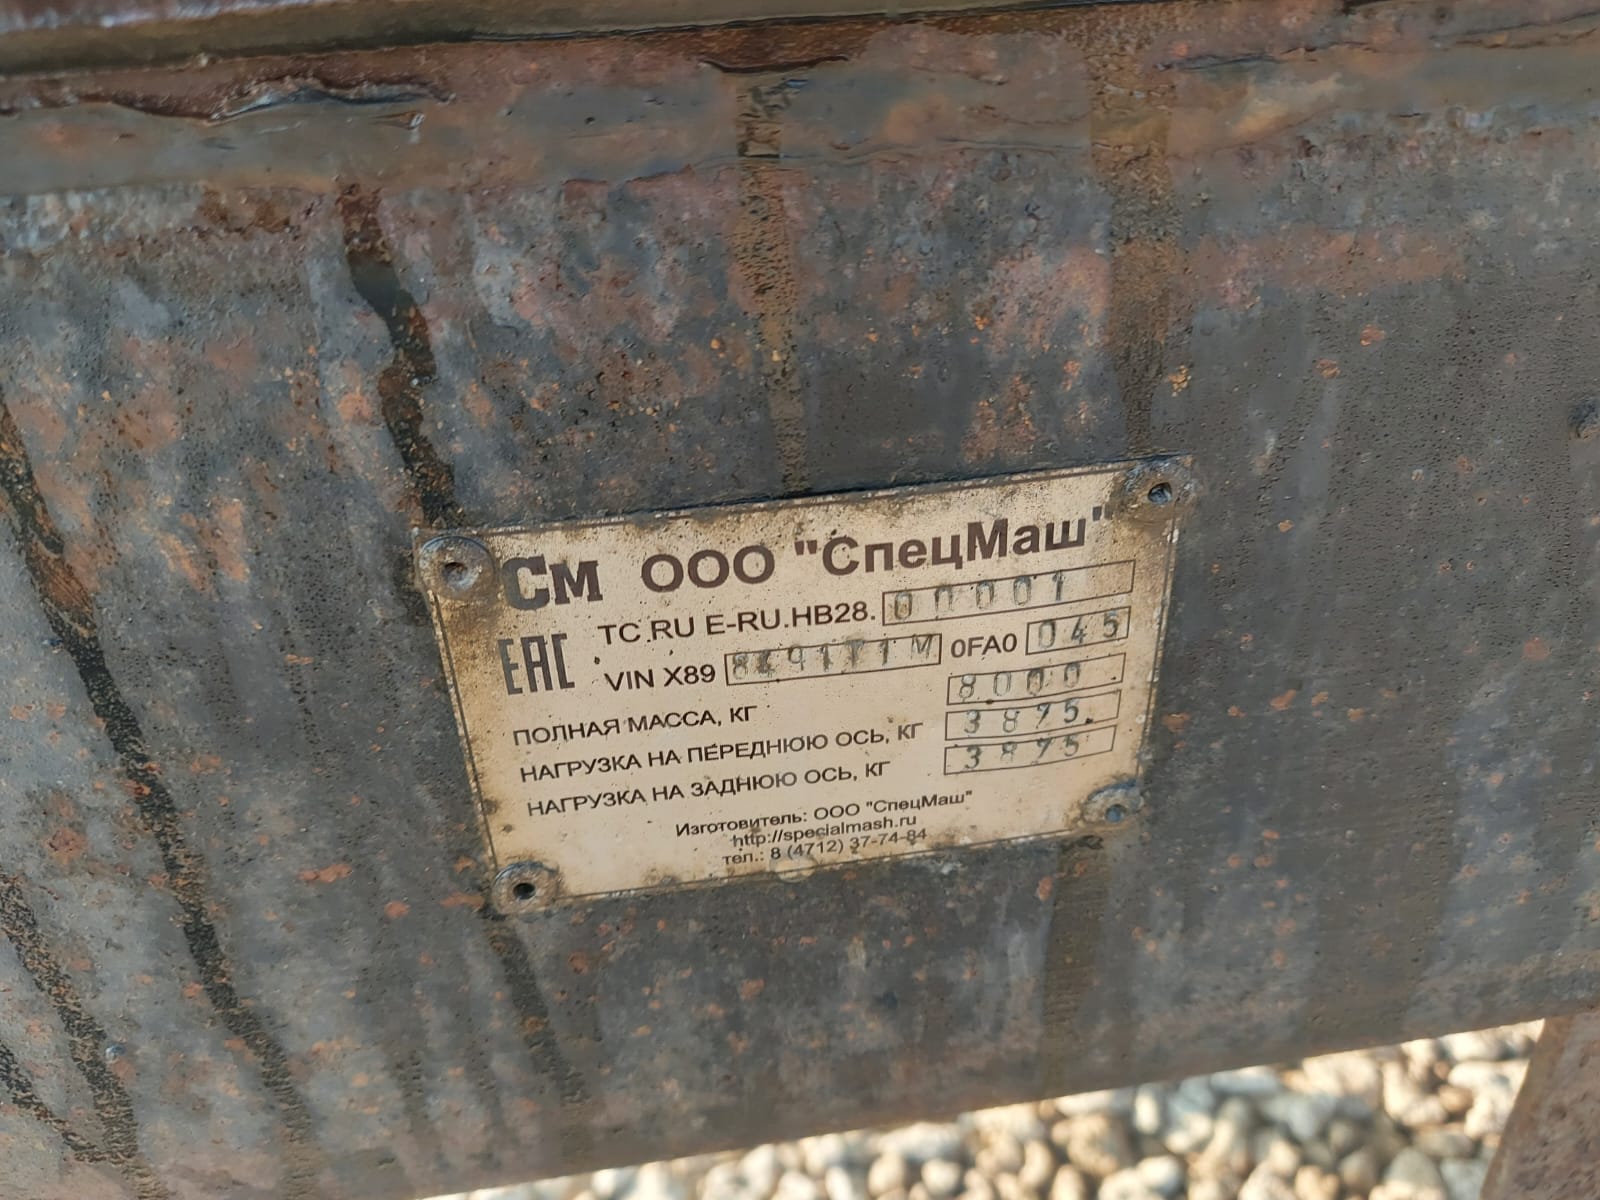 См ООО "СпецМаш"
ЕАС ТС RU E-RU.HB28. 00001
VIN X89 0FA0 045
ПОЛНАЯ МАССА, КГ 8000
НАГРУЗКА НА ПЕРЕДНЮЮ ОСЬ, КГ 3875
НАГРУЗКА НА ЗАДНЮЮ ОСЬ, КГ 3875
Изготовитель: ООО "СпецМаш"
http://specialmash.ru
тел.: 8 (4712) 37-74-84